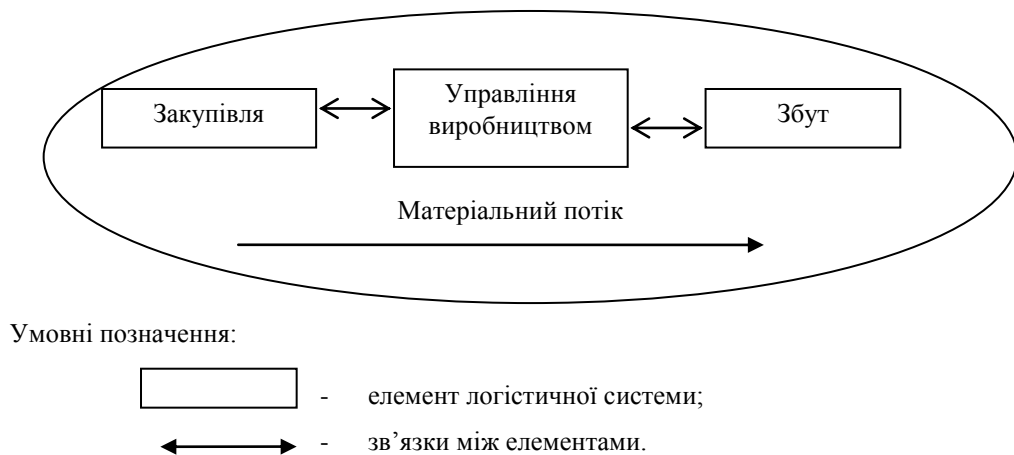 Закупівля
Управління
виробництвом
Збут
Матеріальний потік
Умовні позначення:
- елемент логістичної системи;
- зв’язки між елементами.